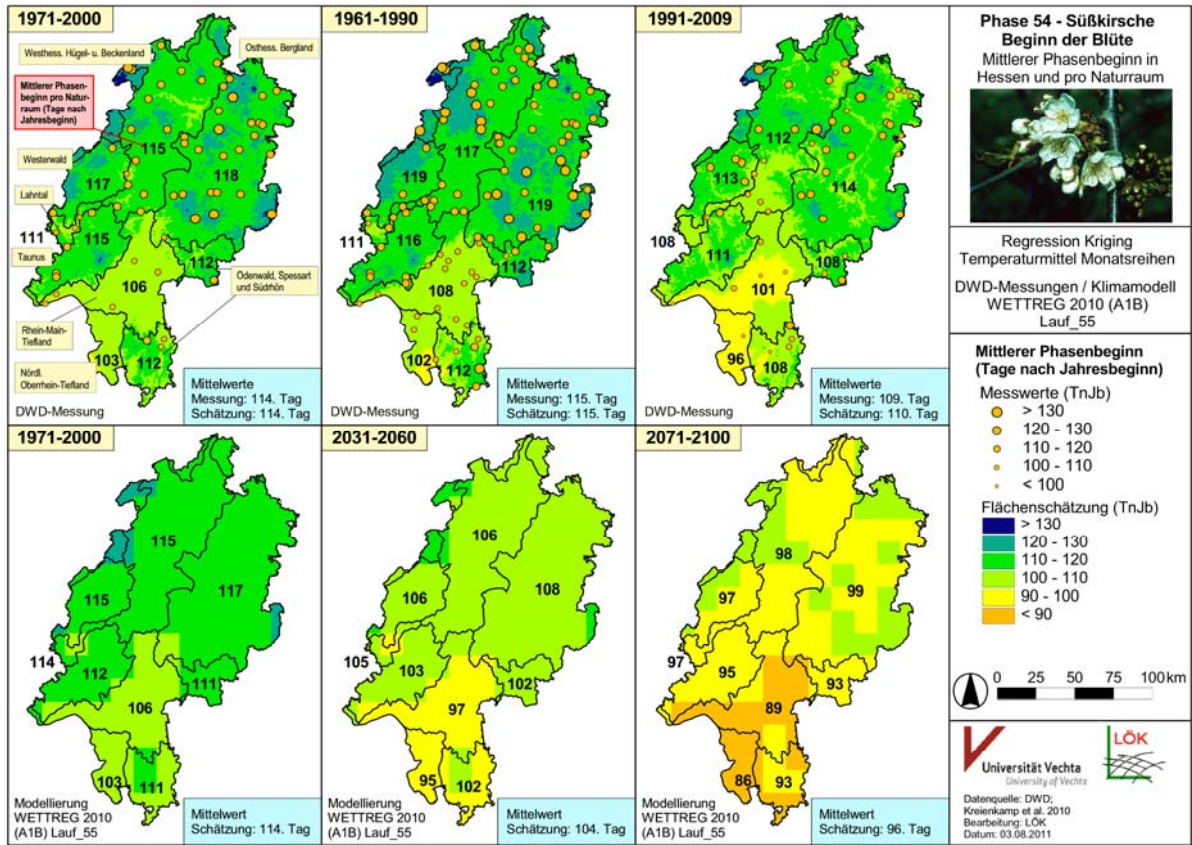 1971-2000
Westhess. Hügel- u. Beckenland
Osthess. Bergland
Mittlerer Phasen-
beginn pro Natur-
raum (Tage nach
Jahresbeginn)
Westerwald
Lahntal
Taunus
Rhein-Main-
Tiefland
Nördl.
Oberrhein-Tiefland
Odenwald, Spessart
und Südrhön
115
118
117
111
115
112
106
103
112
DWD-Messung
Mittelwerte
Messung: 114. Tag
Schätzung: 114. Tag
1961-1990
117
119
119
111
116
112
108
102
112
DWD-Messung
Mittelwerte
Messung: 115. Tag
Schätzung: 115. Tag
1991-2009
112
113
114
108
111
108
101
96
108
DWD-Messung
Mittelwerte
Messung: 109. Tag
Schätzung: 110. Tag
1971-2000
115
117
115
114
112
111
106
103
111
Modellierung
WETTREG 2010
(A1B) Lauf_55
Mittelwert
Schätzung: 114. Tag
2031-2060
106
108
106
105
103
102
97
95
102
Modellierung
WETTREG 2010
(A1B) Lauf_55
Mittelwert
Schätzung: 104. Tag
2071-2100
98
97
99
97
95
93
89
86
93
Modellierung
WETTREG 2010
(A1B) Lauf_55
Mittelwert
Schätzung: 96. Tag
Phase 54 - Süßkirsche
Beginn der Blüte
Mittlerer Phasenbeginn in
Hessen und pro Naturraum
Regression Kriging
Temperaturmittel Monatsreihen
DWD-Messungen / Klimamodell
WETTREG 2010 (A1B)
Lauf_55
Mittlerer Phasenbeginn
(Tage nach Jahresbeginn)
Messwerte (TnJb)
> 130
120 - 130
110 - 120
100 - 110
< 100
Flächenschätzung (TnJb)
> 130
120 - 130
110 - 120
100 - 110
90 - 100
< 90
0 25 50 75 100 km
Universität Vechta
University of Vechta
LÖK
Datenquelle: DWD;
Kreienkamp et al. 2010
Bearbeitung: LÖK
Datum: 03.08.2011